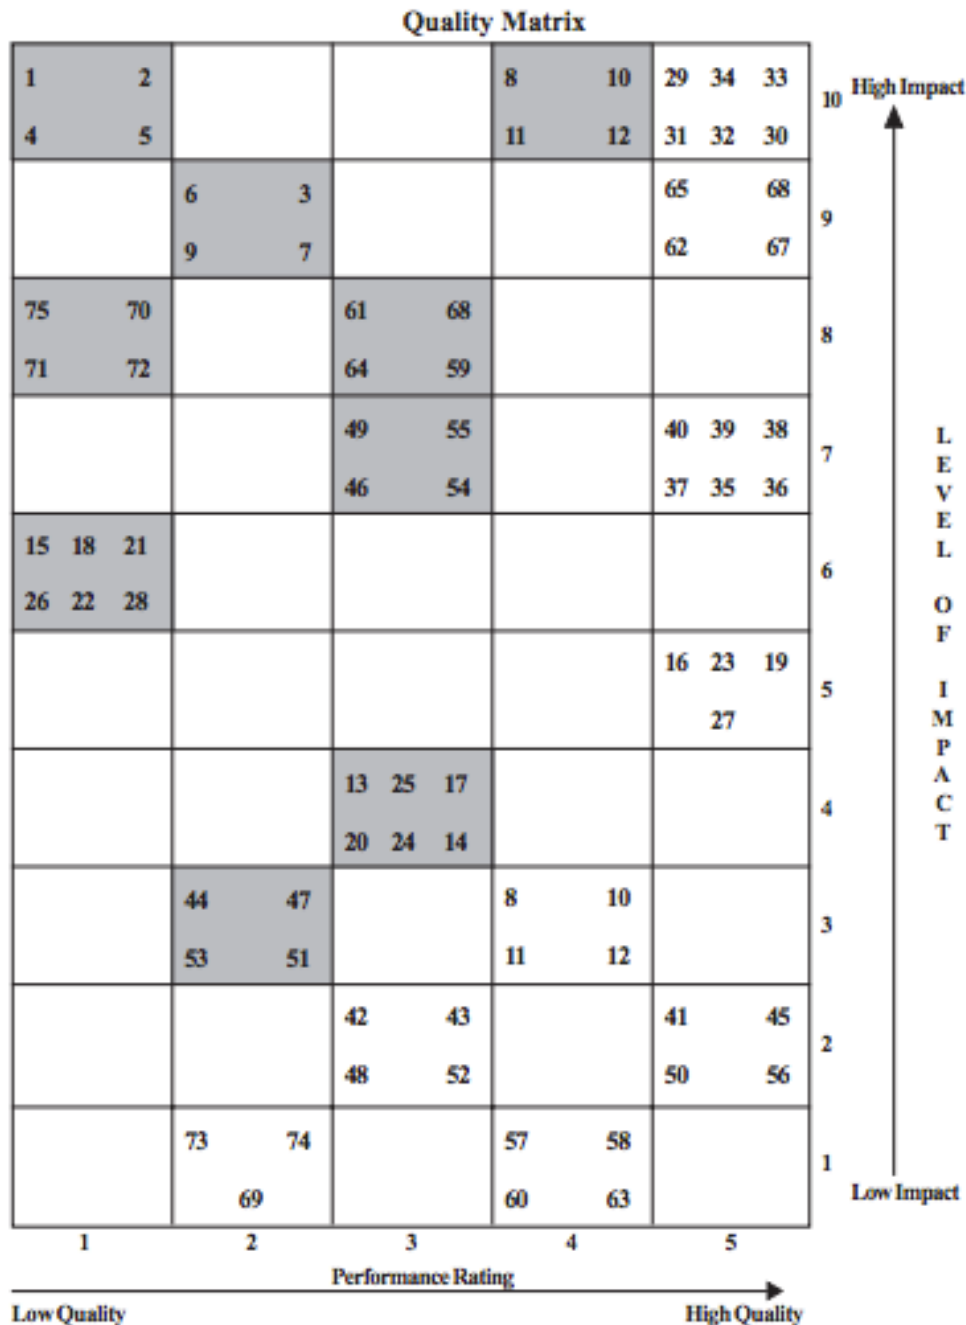 Quality Matrix
1 2 8 10 29 34 33
4 5 11 12 31 32 30
10 High Impact
6 3 65 68
9 7 62 67
9
75 70 61 68
71 72 64 59
8
49 55 40 39 38
46 54 37 35 36
7
15 18 21
26 22 28
6
16 23 19
27
5
13 25 17
20 24 14
4
44 47 8 10
53 51 11 12
3
42 43 41 45
48 52 50 56
2
73 74 57 58
69 60 63
1
Low Impact
LEVEL OF IMPACT
1 2 3 4 5
Performance Rating
Low Quality High Quality